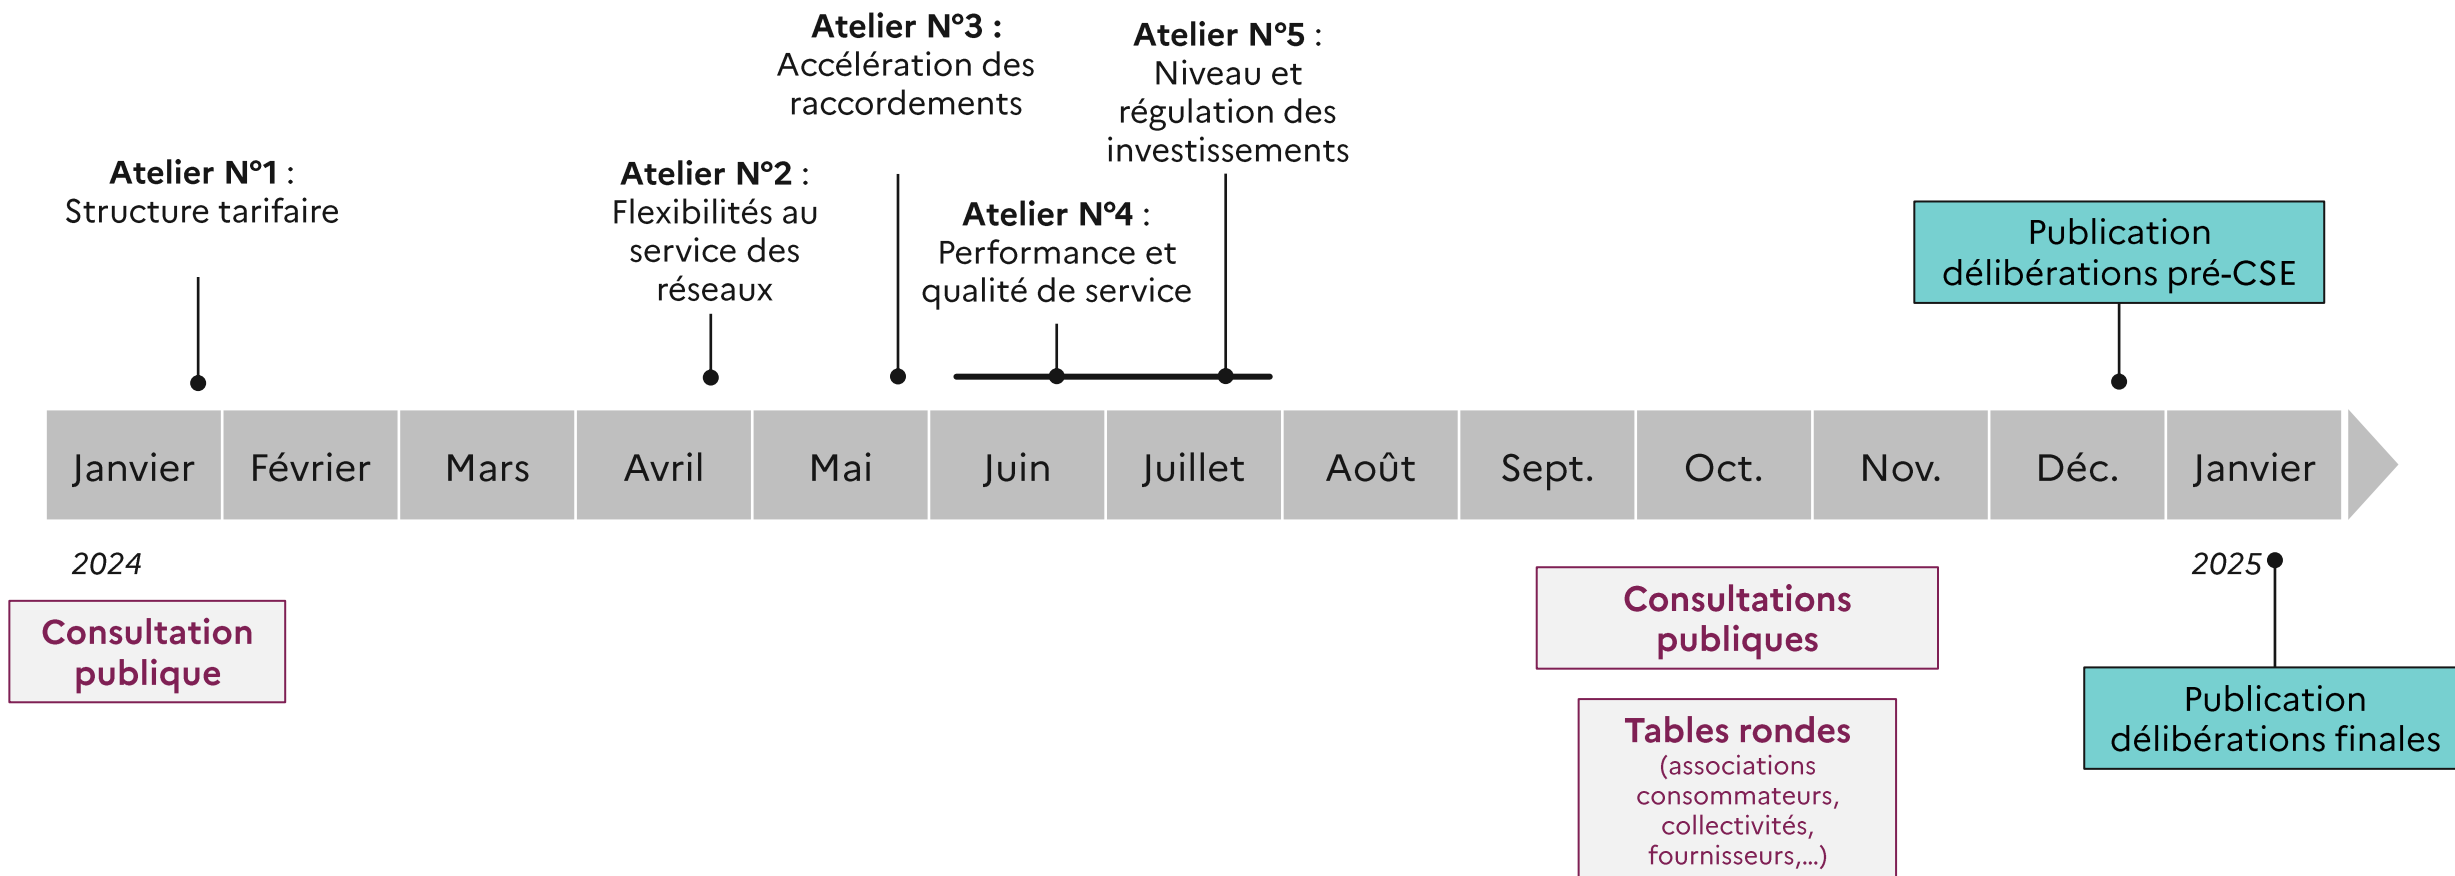 Atelier N°1 :
Structure tarifaire
Atelier N°2 :
Flexibilités au
service des
réseaux
Atelier N°3 :
Accélération des
raccordements
Atelier N°4 :
Performance et
qualité de service
Atelier N°5 :
Niveau et
régulation des
investissements
Publication
délibérations pré-CSE
Janvier
Février
Mars
Avril
Mai
Juin
Juillet
Août
Sept.
Oct.
Nov.
Déc.
Janvier
2024
2025
Consultation
publique
Consultations
publiques
Tables rondes
(associations
consommateurs,
collectivités,
fournisseurs,...)
Publication
délibérations finales